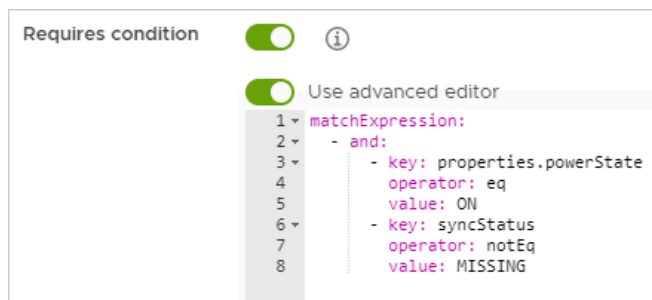 Requires condition
Use advanced editor
1 matchExpression:
2 - and:
3 - key: properties.powerState
4 operator: eq
5 value: ON
6 - key: syncStatus
7 operator: notEq
8 value: MISSING